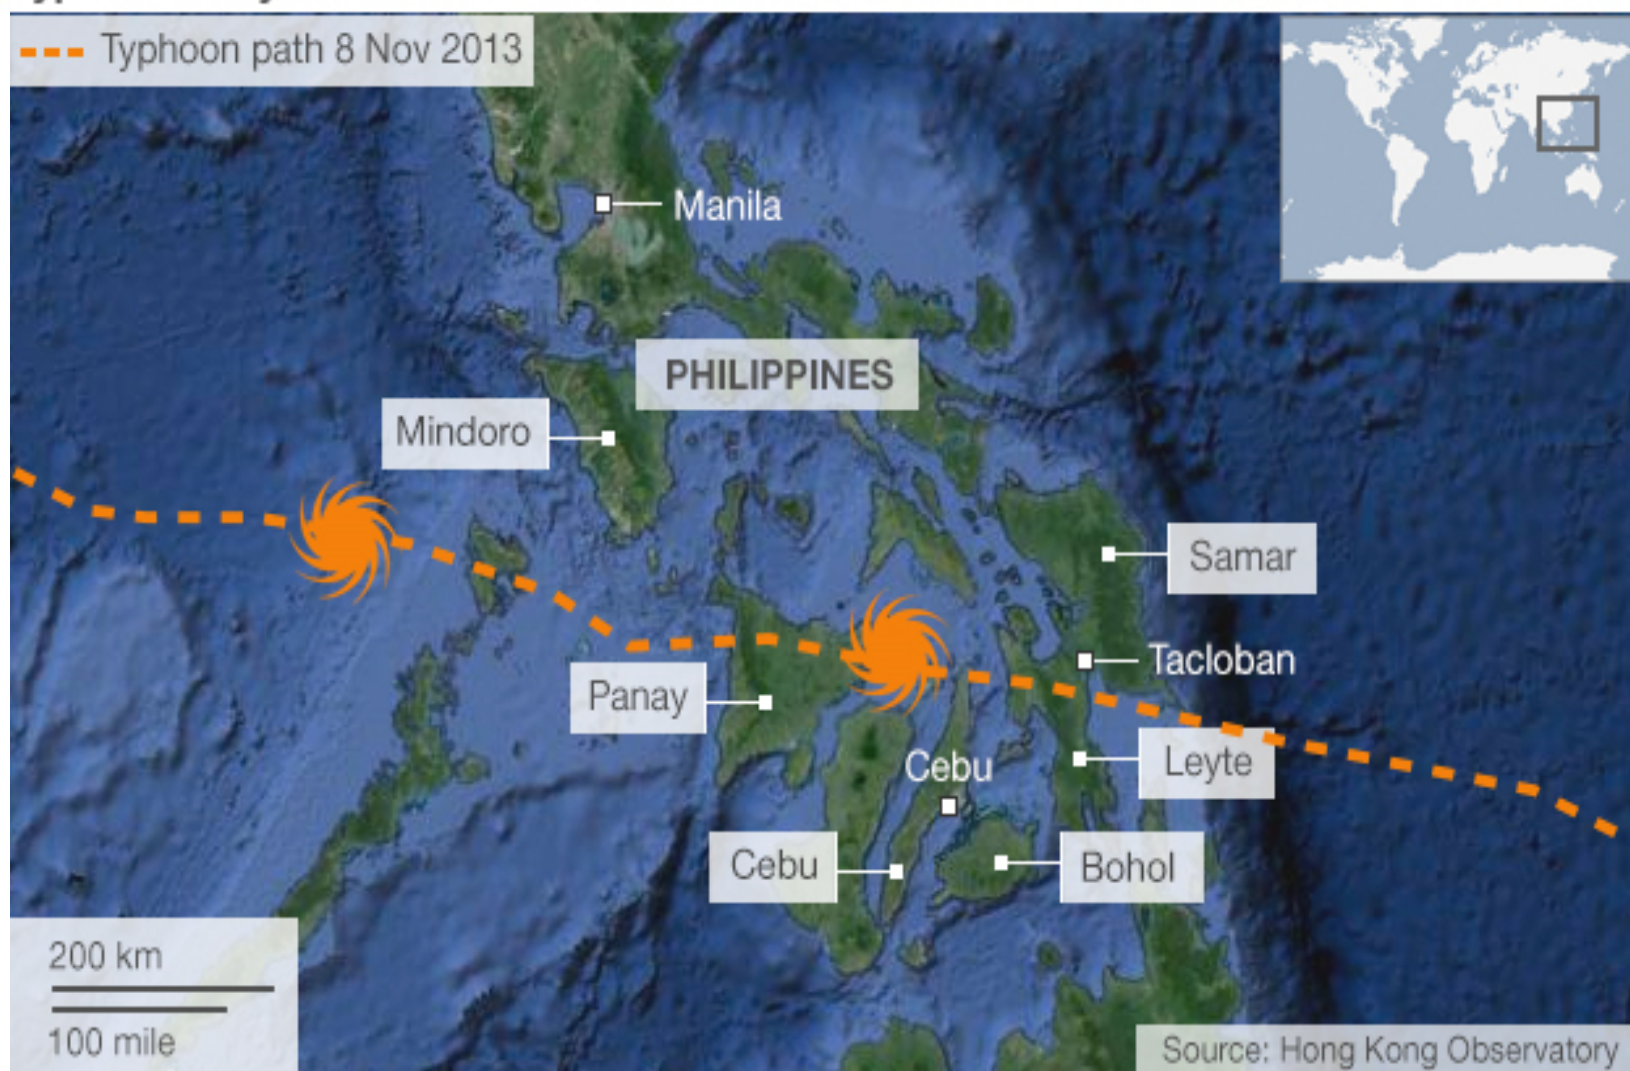 Typhoon path 8 Nov 2013
Manila
PHILIPPINES
Mindoro
Samar
Tacloban
Panay
Leyte
Cebu
Cebu
Bohol
200 km
100 mile
Source: Hong Kong Observatory